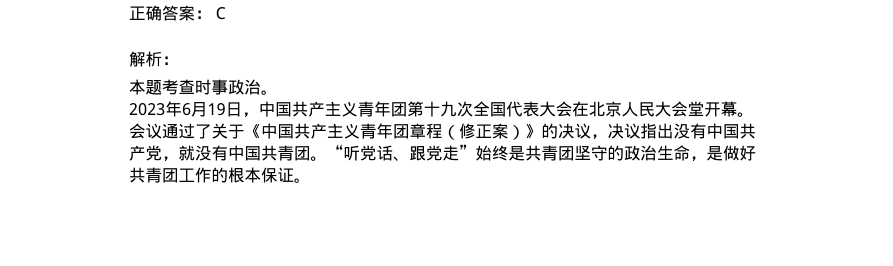 正确答案： C
解析：
本题考查时事政治。
2023年6月19日，中国共产主义青年团第十九次全国代表大会在北京人民大会堂开幕。
会议通过了关于《中国共产主义青年团章程（修正案）》的决议，决议指出没有中国共
产党，就没有中国共青团。“听党话、跟党走”始终是共青团坚守的政治生命，是做好
共青团工作的根本保证。